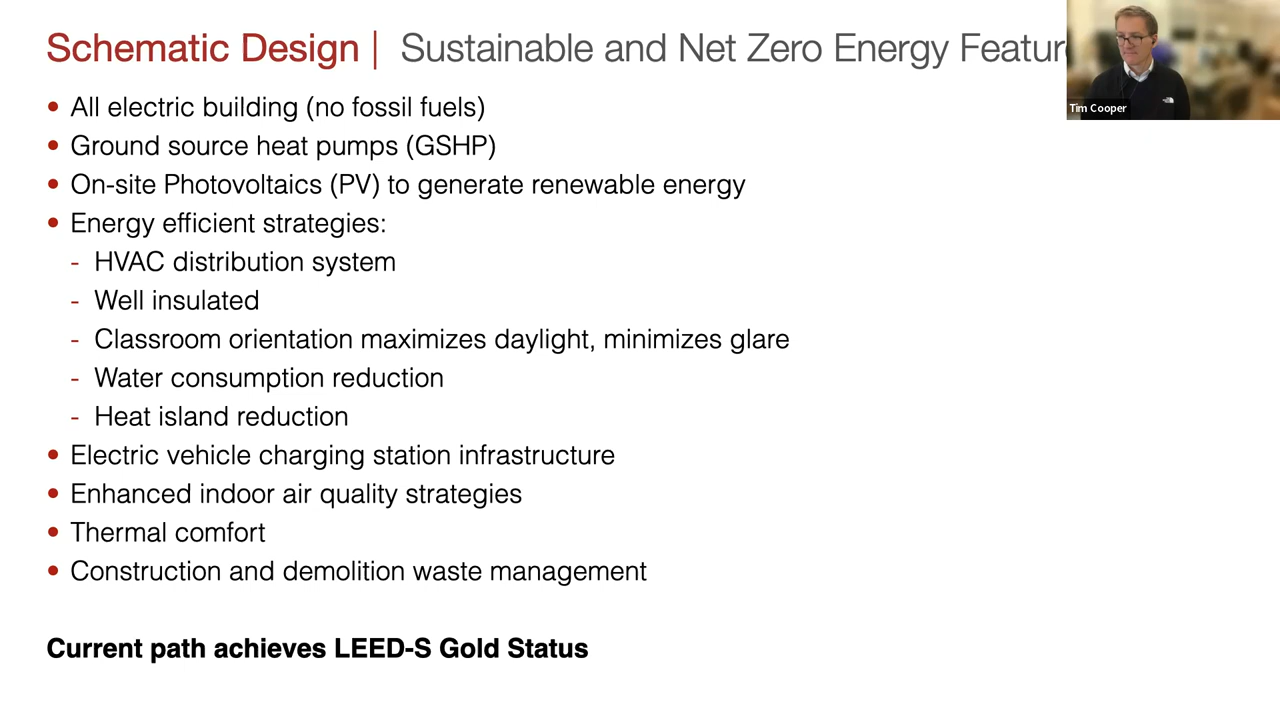 Schematic Design | Sustainable and Net Zero Energy Featur
Tim Cooper
• All electric building (no fossil fuels)
• Ground source heat pumps (GSHP)
• On-site Photovoltaics (PV) to generate renewable energy
• Energy efficient strategies:
- HVAC distribution system
- Well insulated
- Classroom orientation maximizes daylight, minimizes glare
- Water consumption reduction
- Heat island reduction
• Electric vehicle charging station infrastructure
• Enhanced indoor air quality strategies
• Thermal comfort
• Construction and demolition waste management
Current path achieves LEED-S Gold Status